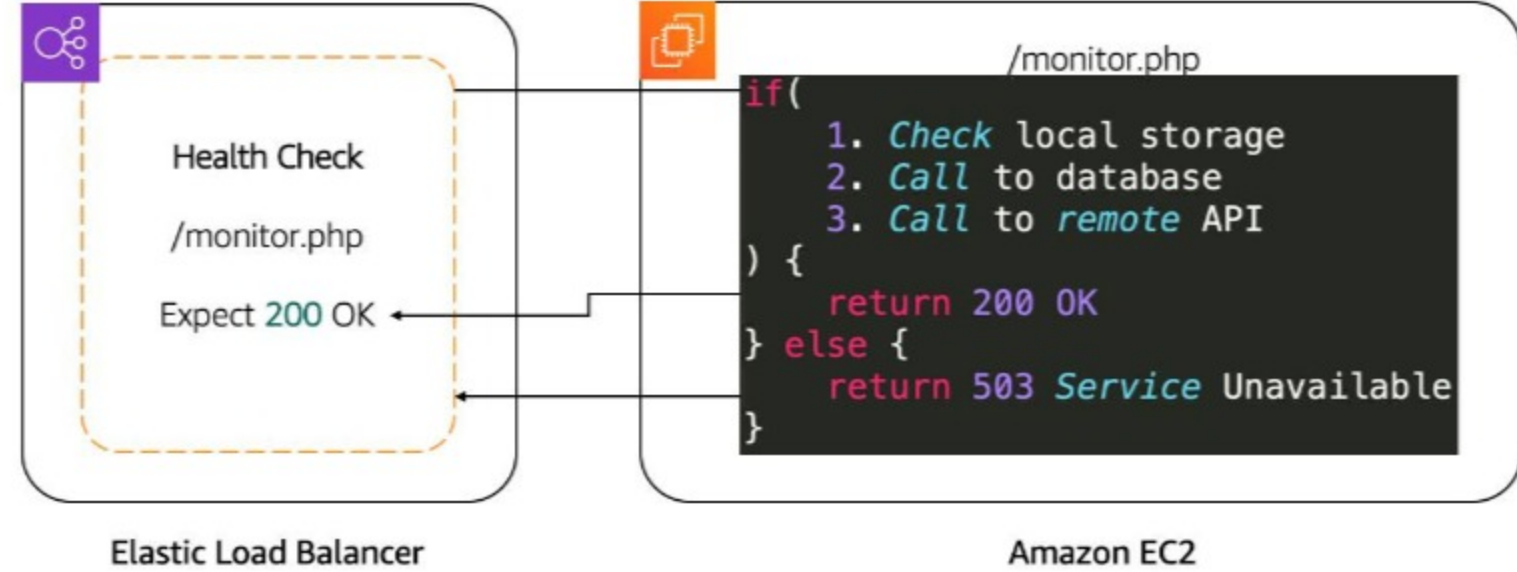 Health Check
/monitor.php
Expect 200 OK
Elastic Load Balancer
/monitor.php
if(
1. Check local storage
2. Call to database
3. Call to remote API
) {
return 200 OK
} else {
return 503 Service Unavailable
}
Amazon EC2